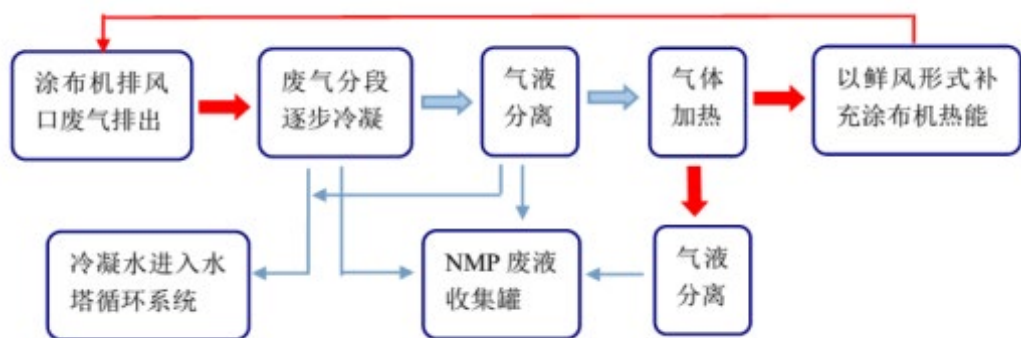 涂布机排风
口废气排出
废气分段
逐步冷凝
气液
分离
气体
加热
以鲜风形式补
充涂布机热能
冷凝水进入水
塔循环系统
NMP 废液
收集罐
气液
分离